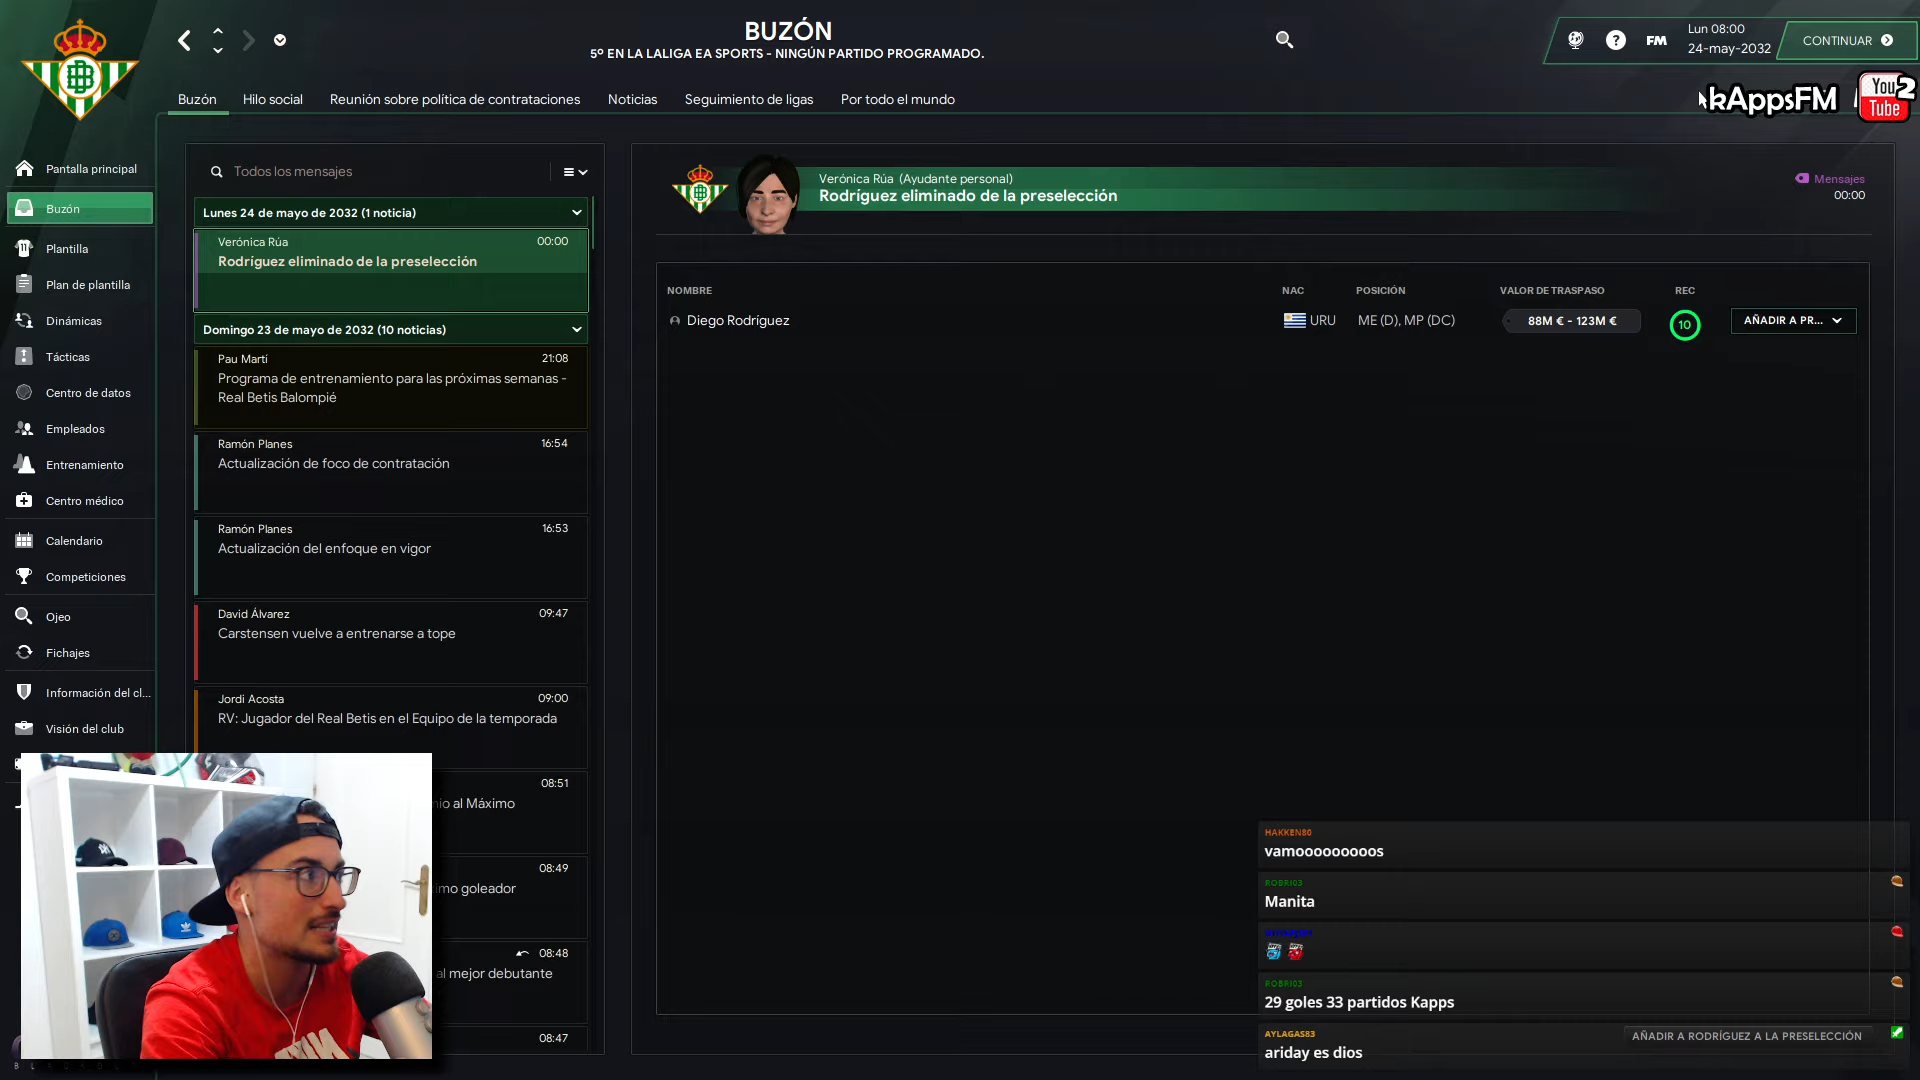 BUZÓN
5º EN LA LALIGA EA SPORTS - NINGÚN PARTIDO PROGRAMADO.
FM
Lun 08:00
24-may-2032
CONTINUAR
kAppsFM
You2
Tube
Buzón
Hilo social
Reunión sobre política de contrataciones
Noticias
Seguimiento de ligas
Por todo el mundo
Pantalla principal
Buzón
Plantilla
Plan de plantilla
Dinámicas
Tácticas
Centro de datos
Empleados
Entrenamiento
Centro médico
Calendario
Competiciones
Ojeo
Fichajes
Información del cl...
Visión del club
Todos los mensajes
Lunes 24 de mayo de 2032 (1 noticia)
Verónica Rúa 00:00
Rodríguez eliminado de la preselección
Domingo 23 de mayo de 2032 (10 noticias)
Pau Martí 21:08
Programa de entrenamiento para las próximas semanas -
Real Betis Balompié
Ramón Planes 16:54
Actualización de foco de contratación
Ramón Planes 16:53
Actualización del enfoque en vigor
David Álvarez 09:47
Carstensen vuelve a entrenarse a tope
Jordi Acosta 09:00
RV: Jugador del Real Betis en el Equipo de la temporada
08:51
nio al Máximo
08:49
imo goleador
08:48
al mejor debutante
08:47
Verónica Rúa (Ayudante personal)
Rodríguez eliminado de la preselección
Mensajes
00:00
NOMBRE NAC POSICIÓN VALOR DE TRASPASO REC
Diego Rodríguez URU ME (D), MP (DC) 88M € - 123M € 10 AÑADIR A PR...
HAKKEN80
vamooooooooos
ROBRI03
Manita
ROBRI03
29 goles 33 partidos Kapps
AYLAGAS83
ariday es dios
AÑADIR A RODRÍGUEZ A LA PRESELECCIÓN